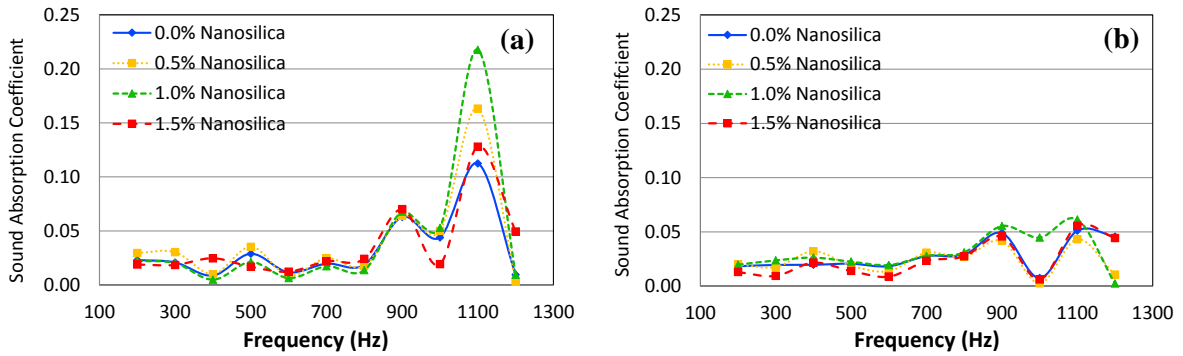 0.25
0.20
0.15
0.10
0.05
0.00
Sound Absorption Coefficient
0.0% Nanosilica
0.5% Nanosilica
1.0% Nanosilica
1.5% Nanosilica
(a)
100 300 500 700 900 1100 1300
Frequency (Hz)
0.25
0.20
0.15
0.10
0.05
0.00
Sound Absorption Coeifcient
0.0% Nanosilica
0.5% Nanosilica
1.0% Nanosilica
1.5% Nanosilica
(b)
100 300 500 700 900 1100 1300
Frequency (Hz)